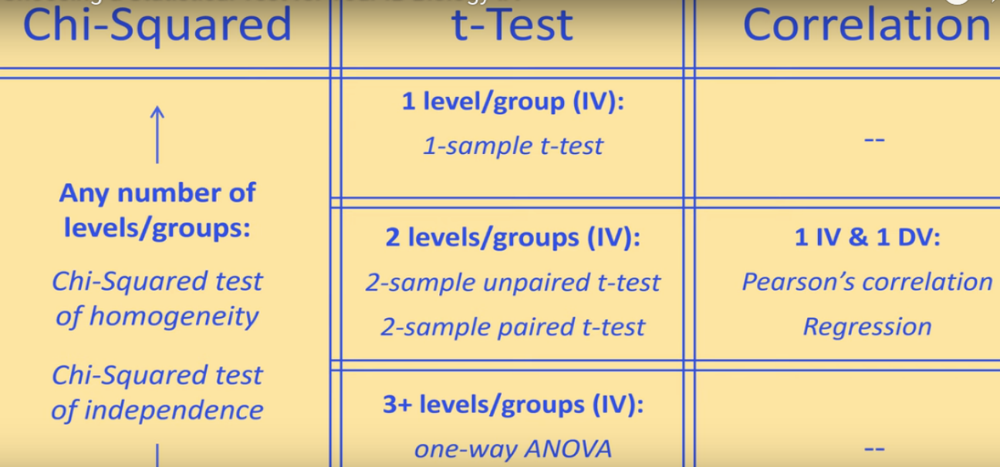 Chi-Squared
t-Test
Correlation
Any number of
levels/groups:
Chi-Squared test
of homogeneity
Chi-Squared test
of independence
1 level/group (IV):
1-sample t-test
--
2 levels/groups (IV):
2-sample unpaired t-test
2-sample paired t-test
1 IV & 1 DV:
Pearson’s correlation
Regression
3+ levels/groups (IV):
one-way ANOVA
--